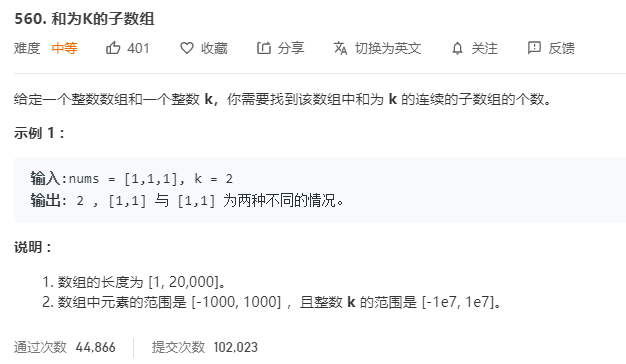 560. 和为K的子数组
难度 中等 401 收藏 分享 切换为英文 关注 反馈
给定一个整数数组和一个整数 k，你需要找到该数组中和为 k 的连续的子数组的个数。
示例 1 :
输入:nums = [1,1,1], k = 2
输出: 2 , [1,1] 与 [1,1] 为两种不同的情况。
说明 :
1. 数组的长度为 [1, 20,000]。
2. 数组中元素的范围是 [-1000, 1000] ，且整数 k 的范围是 [-1e7, 1e7]。
通过次数 44,866 提交次数 102,023